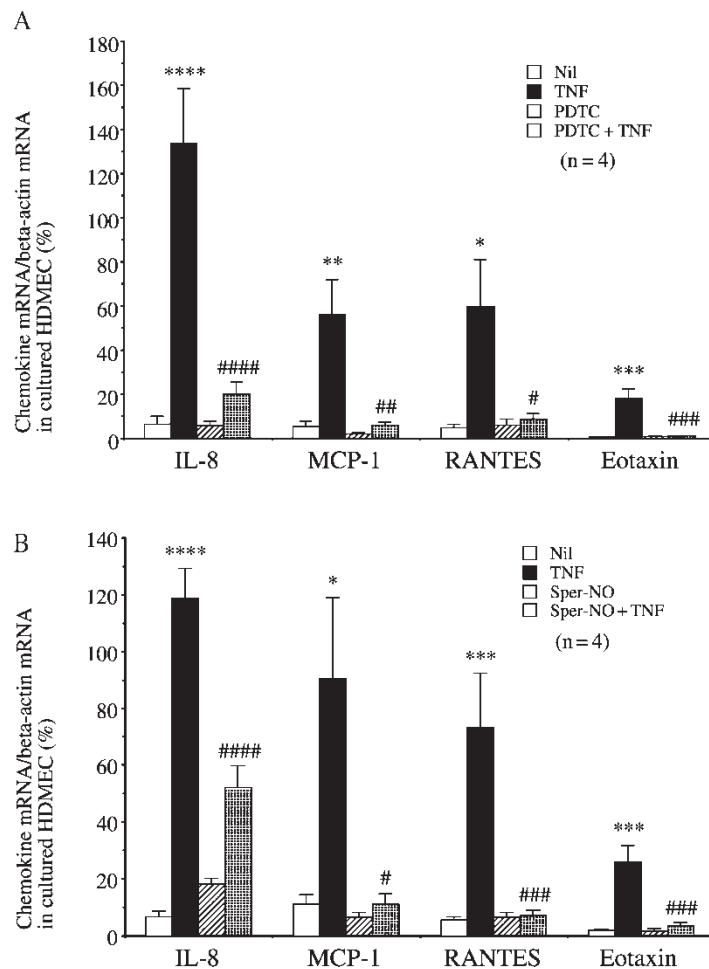 A
Chemokine mRNA/beta-actin mRNA
in cultured HDMEC (%)
180
160
140
120
100
80
60
40
20
0
****
####
**
##
*
#
***
###
Nil
TNF
PDTC
PDTC + TNF
(n = 4)
IL-8
MCP-1
RANTES
Eotaxin
B
Chemokine mRNA/beta-actin mRNA
in cultured HDMEC (%)
140
120
100
80
60
40
20
0
****
####
*
#
***
###
***
###
Nil
TNF
Sper-NO
Sper-NO + TNF
(n = 4)
IL-8
MCP-1
RANTES
Eotaxin